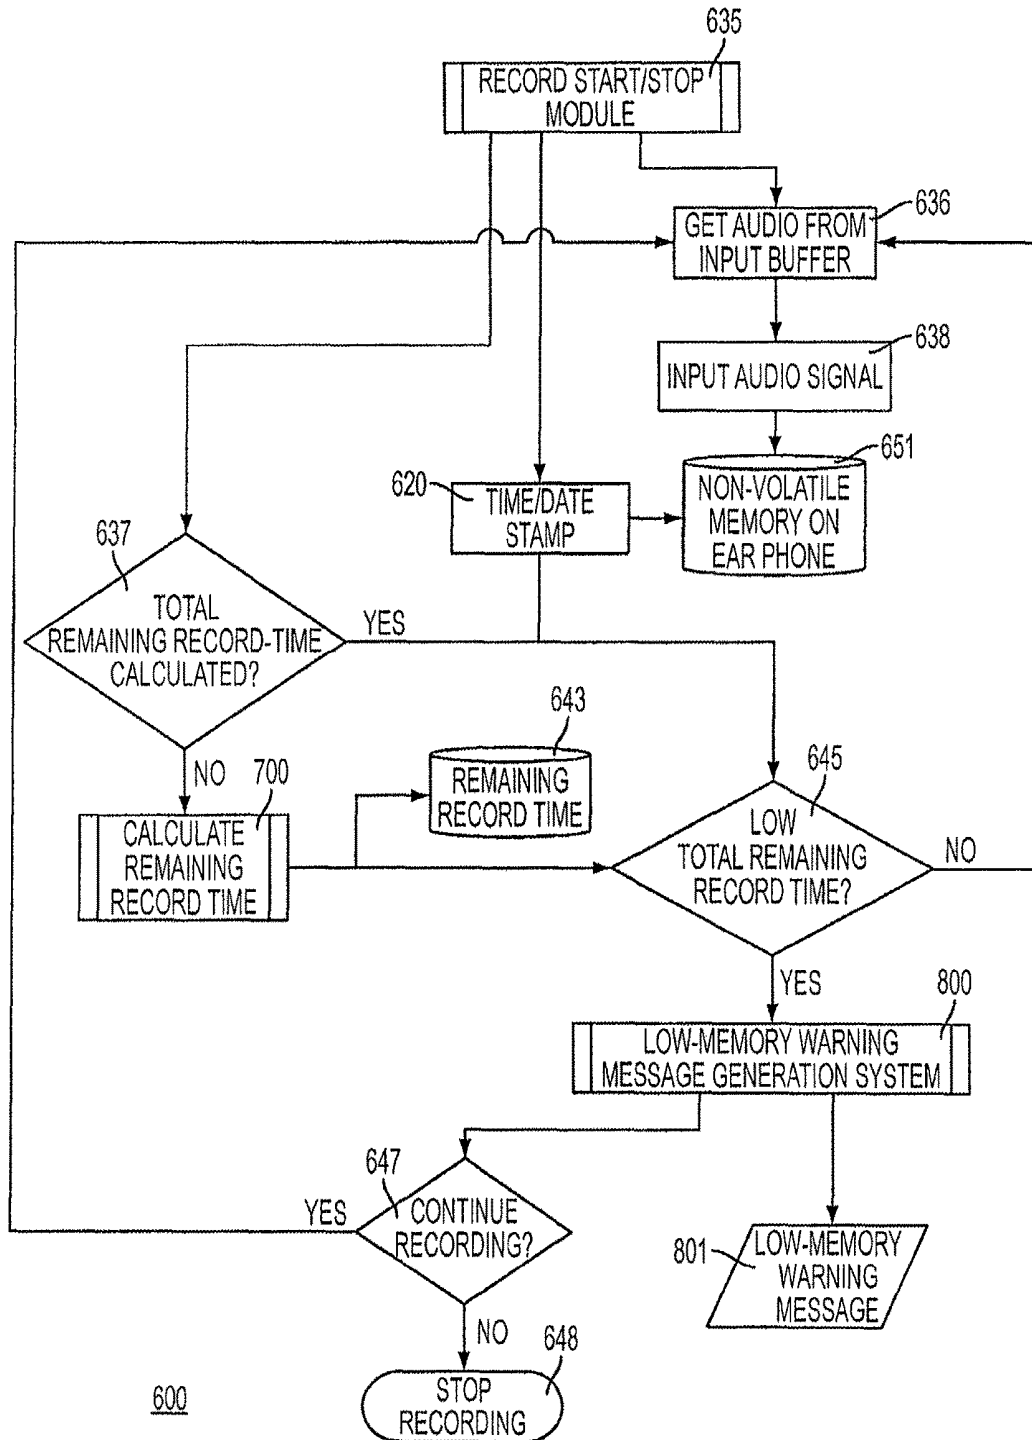 635
RECORD START/STOP
MODULE
636
GET AUDIO FROM
INPUT BUFFER
638
INPUT AUDIO SIGNAL
651
NON-VOLATILE
MEMORY ON
EAR PHONE
620
TIME/DATE
STAMP
637
TOTAL
REMAINING RECORD-TIME
CALCULATED?
YES
NO
700
CALCULATE
REMAINING
RECORD TIME
643
REMAINING
RECORD TIME
645
LOW
TOTAL REMAINING
RECORD TIME?
NO
YES
800
LOW-MEMORY WARNING
MESSAGE GENERATION SYSTEM
647
CONTINUE
RECORDING?
YES
NO
801
LOW-MEMORY
WARNING
MESSAGE
648
STOP
RECORDING
600